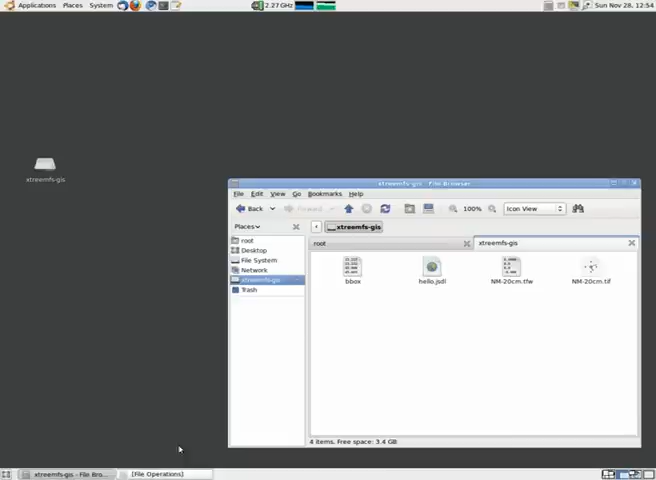 Applications Places System 2.27 GHz Sun Nov 28, 12:54
xtreemfs-gis
xtreemfs-gis - File Browser
File Edit View Go Bookmarks Help
Back Forward 100% Icon View
Places xtreemfs-gis
root
Desktop
File System
Network
xtreemfs-gis
Trash
root xtreemfs-gis
bbox hello.jsdl NM-20cm.tfw NM-20cm.tif
4 items, Free space: 3.4 GB
xtreemfs-gis - File Bro... [File Operations]